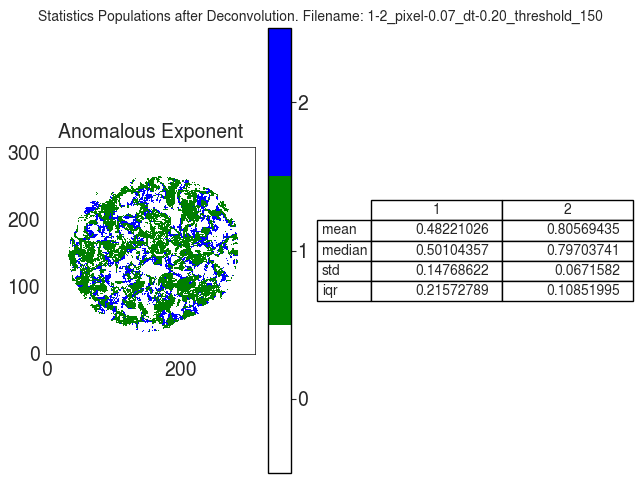 Statistics Populations after Deconvolution. Filename: 1-2_pixel-0.07_dt-0.20_threshold_150
Anomalous Exponent
300
200
100
0
0 200
2
1
0
1 2
mean 0.48221026 0.80569435
median 0.50104357 0.79703741
std 0.14768622 0.0671582
iqr 0.21572789 0.10851995